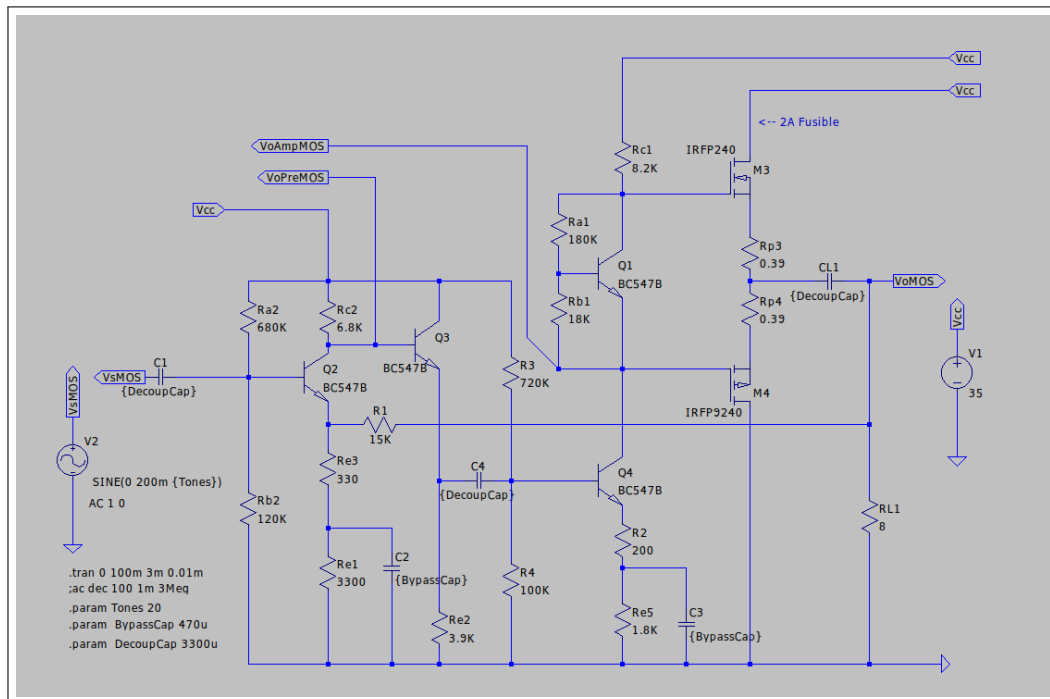 Vcc
Vcc
<-- 2A Fusible
IRFP240
M3
Rc1
8.2K
VoAmpMOS
VoPreMOS
Vcc
Ra1
180K
Q1
BC547B
Rb1
18K
Rp3
0.39
CL1
{DecoupCap}
VoMOS
Rp4
0.39
Ra2
680K
Rc2
6.8K
Q3
BC547B
R3
720K
M4
IRFP9240
Vcc
V1
35
C1
{DecoupCap}
VsMOS
VsMOS
Q2
BC547B
R1
15K
V2
SINE(0 200m {Tones})
AC 1 0
Re3
330
C4
{DecoupCap}
Q4
BC547B
Rb2
120K
R2
200
RL1
8
Re1
3300
C2
{BypassCap}
R4
100K
Re2
3.9K
Re5
1.8K
C3
{BypassCap}
.tran 0 100m 3m 0.01m
;ac dec 100 1m 3Meg
.param Tones 20
.param BypassCap 470u
.param DecoupCap 3300u